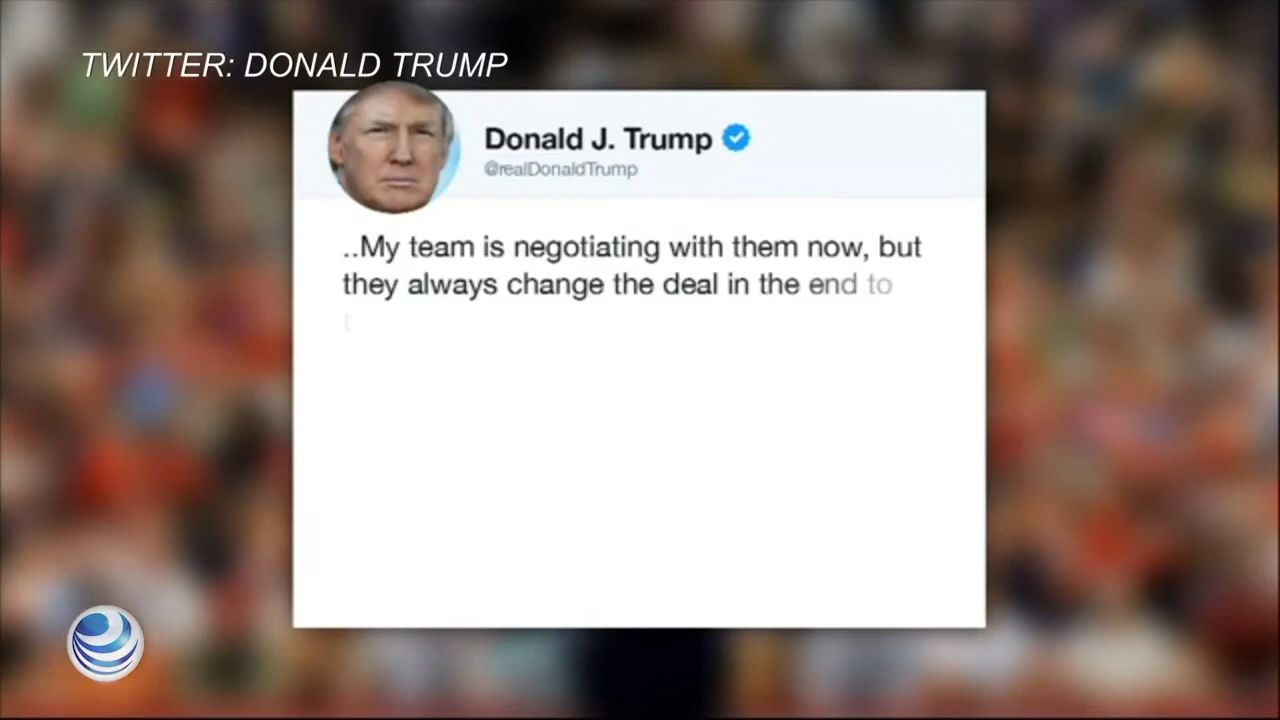 TWITTER: DONALD TRUMP
Donald J. Trump
@realDonaldTrump
..My team is negotiating with them now, but
they always change the deal in the end to
t